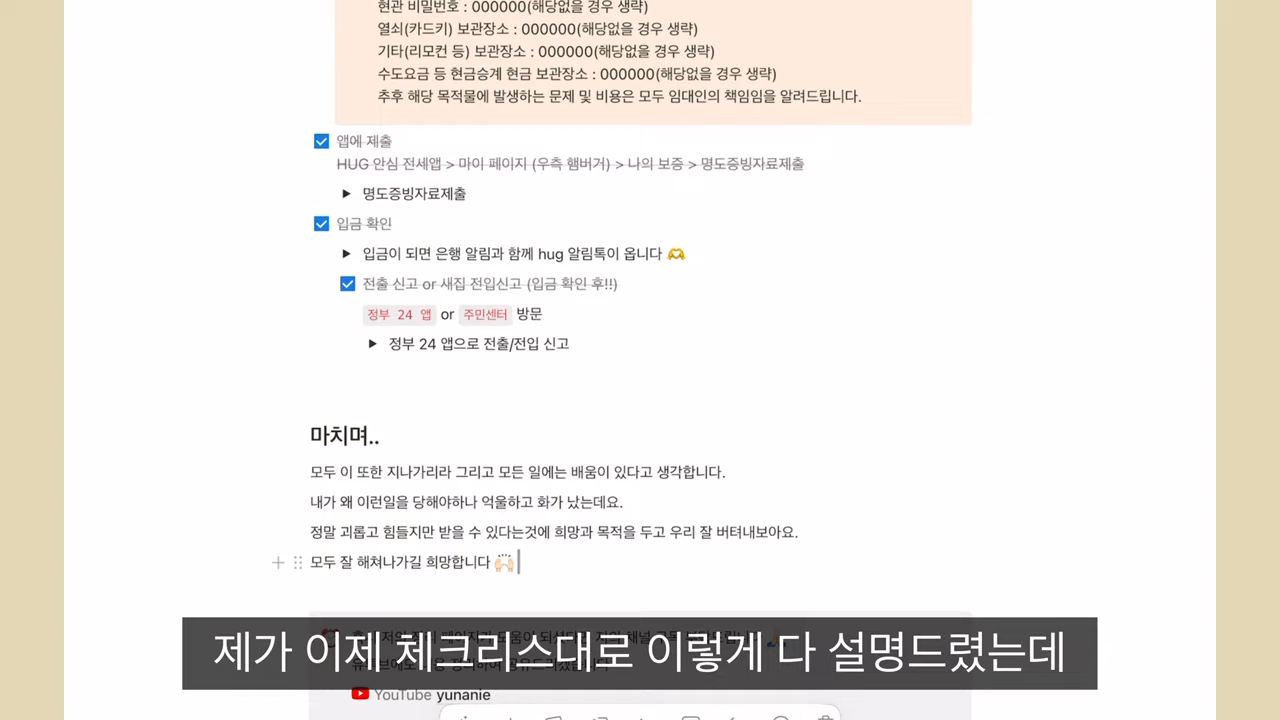 현관 비밀번호 : 000000(해당없을 경우 생략)
열쇠(카드키) 보관장소 : 000000(해당없을 경우 생략)
기타(리모컨 등) 보관장소 : 000000(해당없을 경우 생략)
수도요금 등 현금승계 현금 보관장소 : 000000(해당없을 경우 생략)
추후 해당 목적물에 발생하는 문제 및 비용은 모두 임대인의 책임임을 알려드립니다.
앱에 제출
HUG 안심 전세앱 > 마이 페이지 (우측 햄버거) > 나의 보증 > 명도증빙자료제출
명도증빙자료제출
입금 확인
입금이 되면 은행 알림과 함께 hug 알림톡이 옵니다 🫶
전출 신고 or 새집 전입신고 (입금 확인 후!!)
정부 24 앱 or 주민센터 방문
정부 24 앱으로 전출/전입 신고
마치며..
모두 이 또한 지나가리라 그리고 모든 일에는 배움이 있다고 생각합니다.
내가 왜 이런일을 당해야하나 억울하고 화가 났는데요.
정말 괴롭고 힘들지만 받을 수 있다는것에 희망과 목적을 두고 우리 잘 버텨내보아요.
모두 잘 해쳐나가길 희망합니다 🙌🏻
제가 이제 체크리스대로 이렇게 다 설명드렸는데
YouTube yunanie